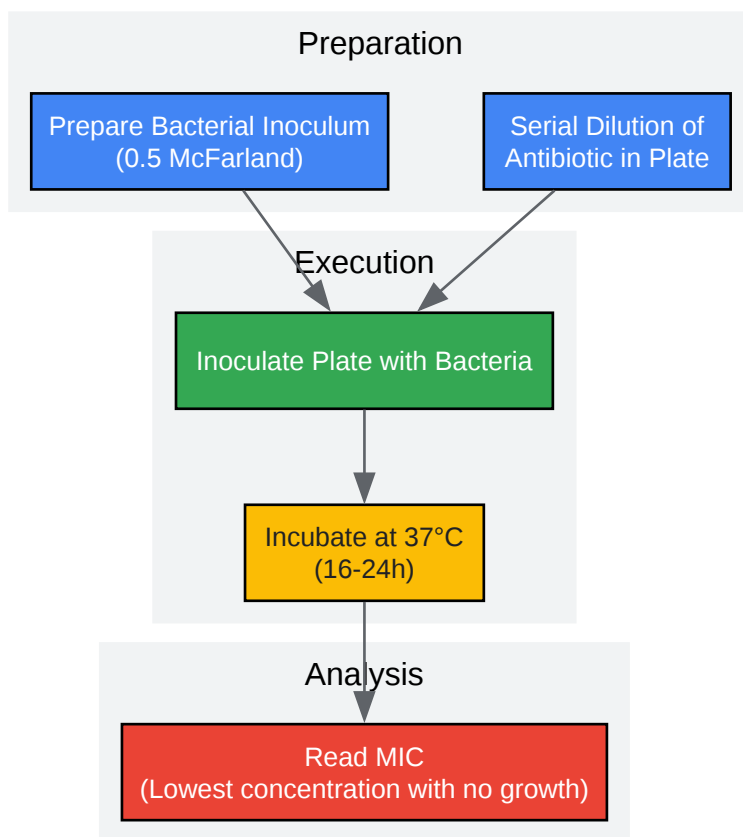 Preparation
Prepare Bacterial Inoculum
(0.5 McFarland)
Serial Dilution of
Antibiotic in Plate
Execution
Inoculate Plate with Bacteria
Incubate at 37°C
(16-24h)
Analysis
Read MIC
(Lowest concentration with no growth)